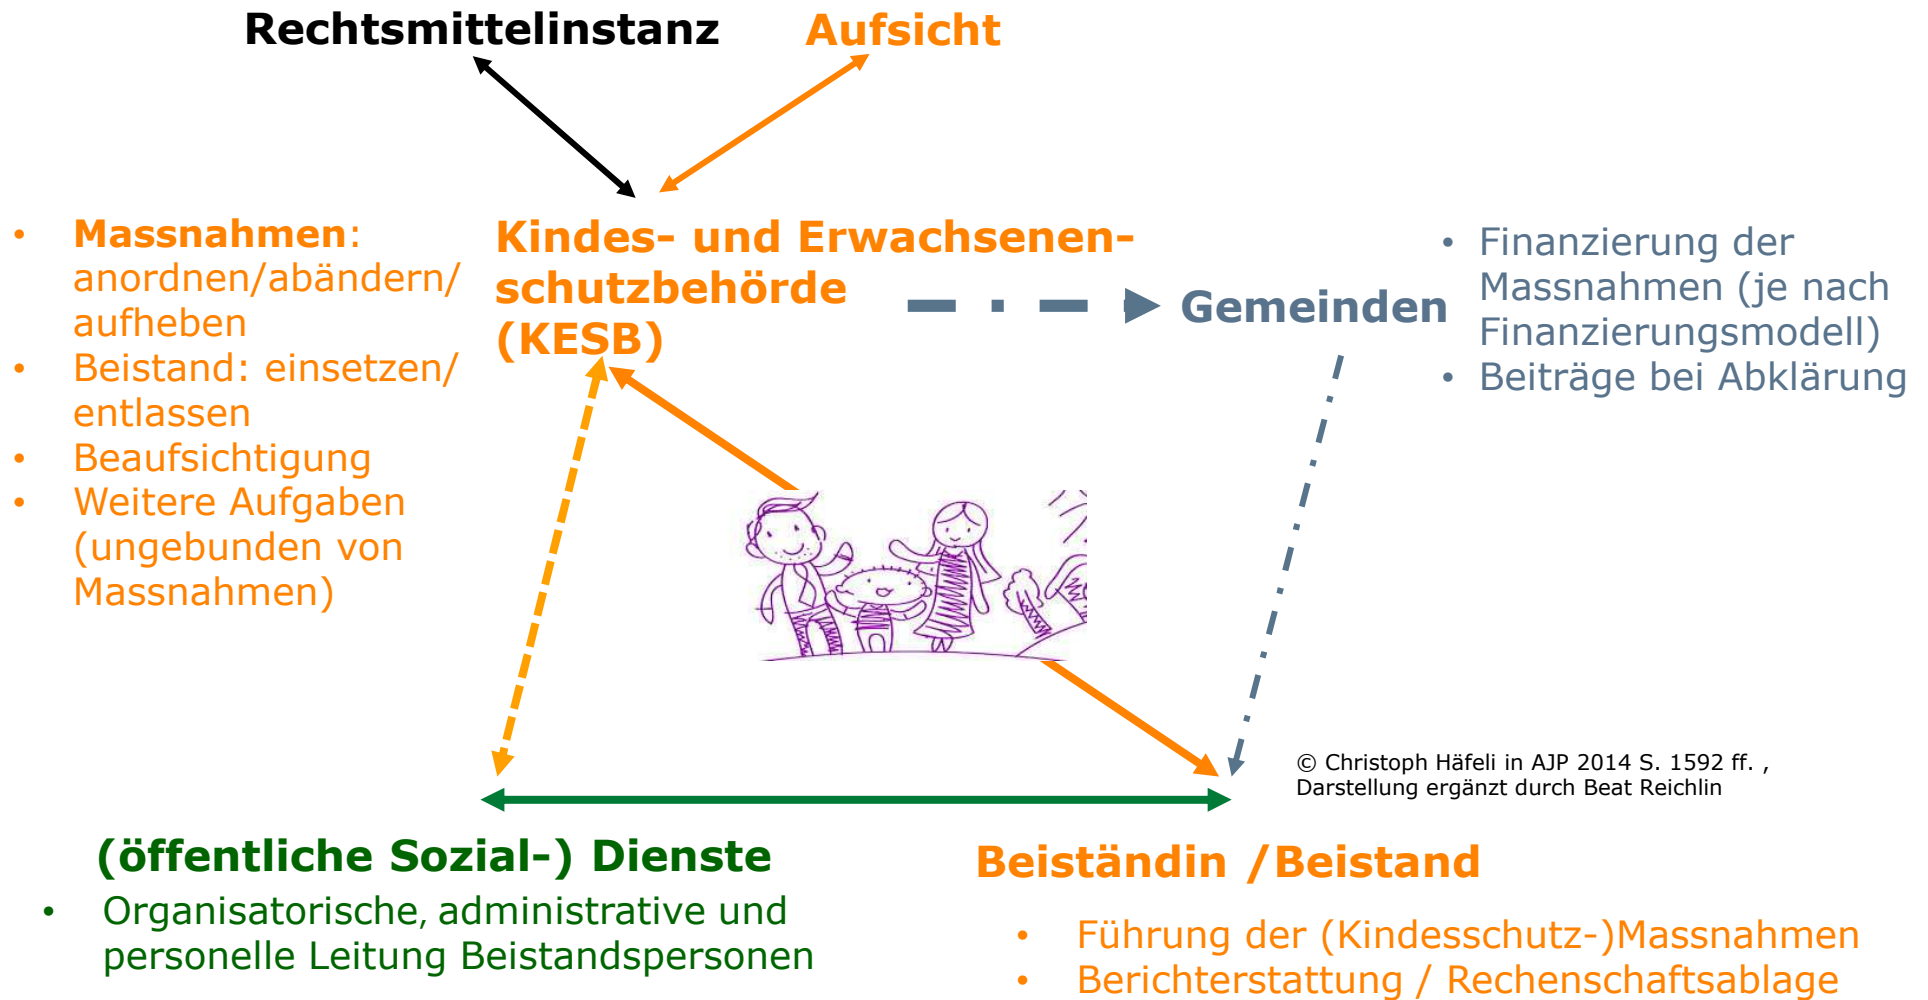 Rechtsmittelinstanz
Aufsicht
• Massnahmen:
anordnen/abändern/
aufheben
• Beistand: einsetzen/
entlassen
• Beaufsichtigung
• Weitere Aufgaben
(ungebunden von
Massnahmen)
Kindes- und Erwachsenen-
schutzbehörde
(KESB)
Gemeinden
• Finanzierung der
Massnahmen (je nach
Finanzierungsmodell)
• Beiträge bei Abklärung
© Christoph Häfeli in AJP 2014 S. 1592 ff. ,
Darstellung ergänzt durch Beat Reichlin
(öffentliche Sozial-) Dienste
• Organisatorische, administrative und
personelle Leitung Beistandspersonen
Beiständin /Beistand
• Führung der (Kindesschutz-)Massnahmen
• Berichterstattung / Rechenschaftsablage